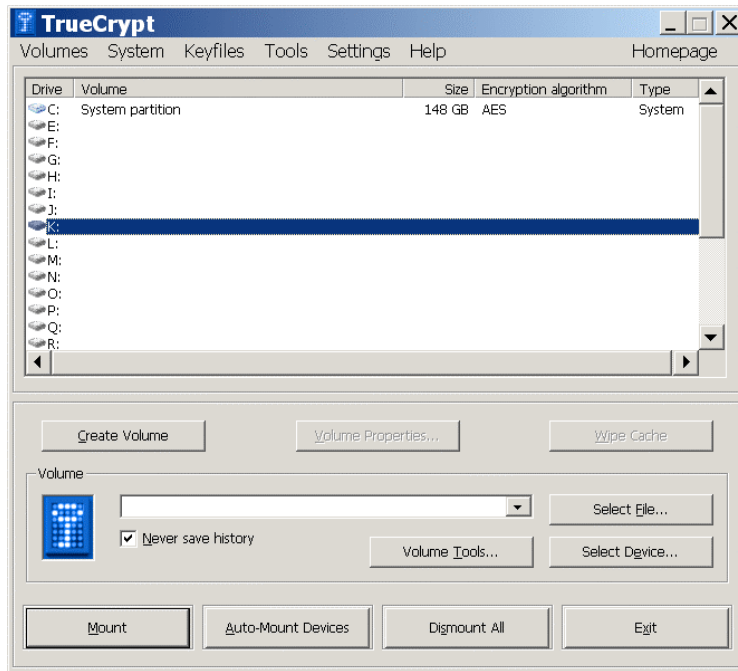 TrueCrypt
Volumes System Keyfiles Tools Settings Help Homepage
Drive Volume Size Encryption algorithm Type
C: System partition 148 GB AES System
E:
F:
G:
H:
I:
J:
K:
L:
M:
N:
O:
P:
Q:
R:
Create Volume Volume Properties... Wipe Cache
Volume
Select File...
Never save history
Volume Tools... Select Device...
Mount Auto-Mount Devices Dismount All Exit